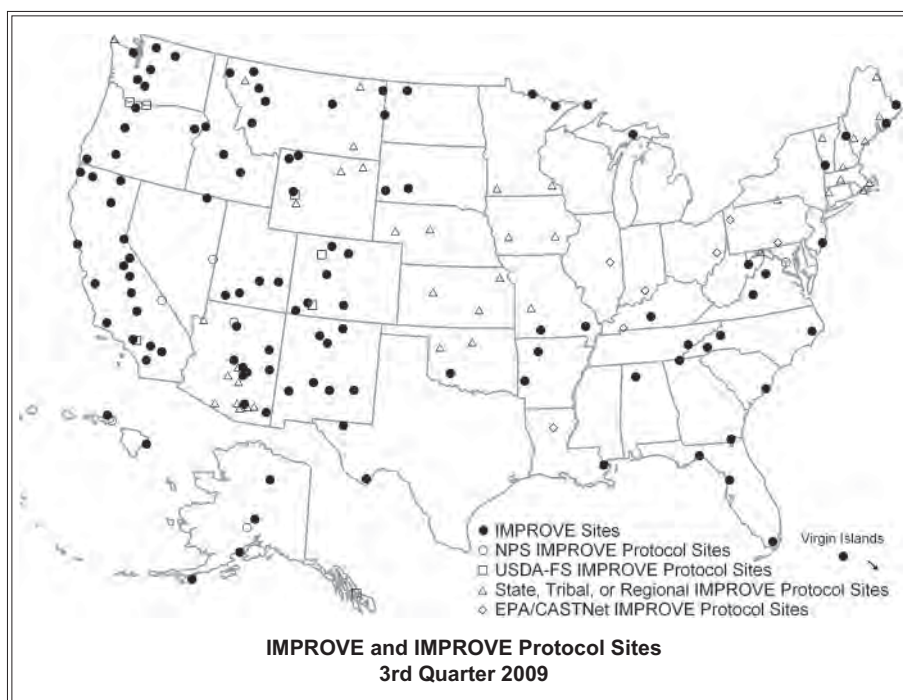 Virgin Islands
IMPROVE Sites
NPS IMPROVE Protocol Sites
USDA-FS IMPROVE Protocol Sites
State, Tribal, or Regional IMPROVE Protocol Sites
EPA/CASTNet IMPROVE Protocol Sites
IMPROVE and IMPROVE Protocol Sites
3rd Quarter 2009